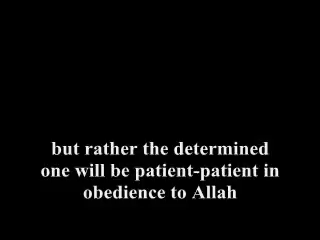 but rather the determined
one will be patient-patient in
obedience to Allah